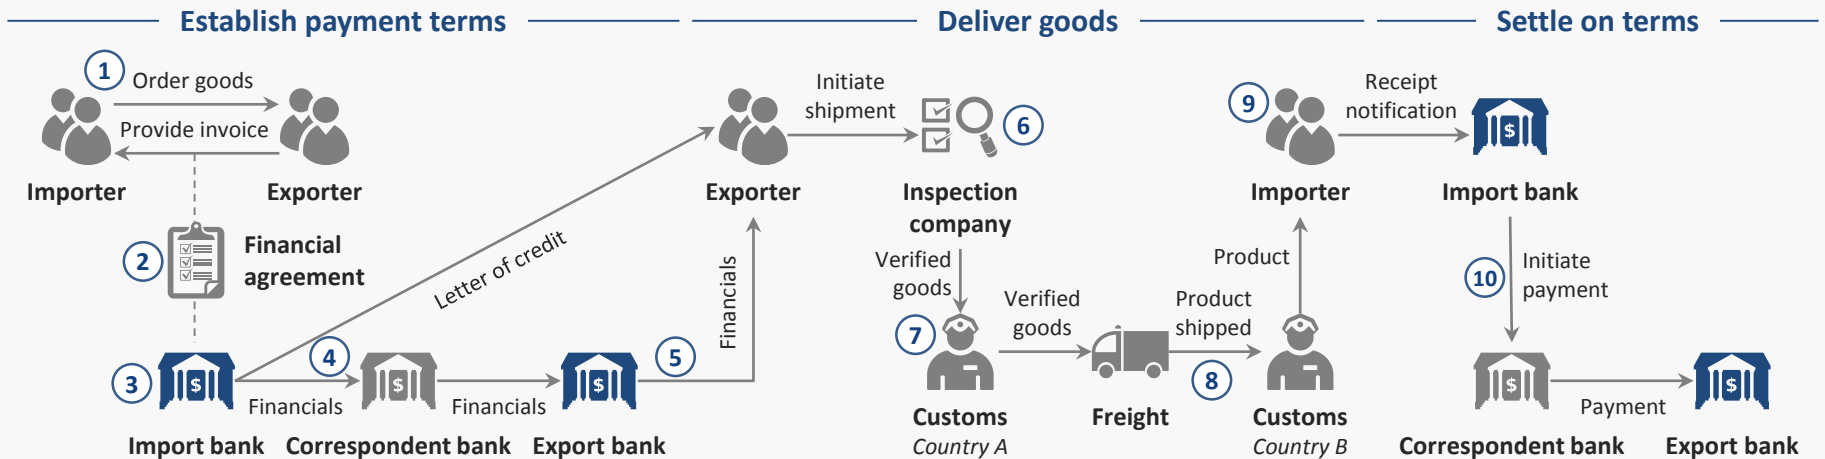 Establish payment terms
Deliver goods
Settle on terms
1
Order goods
Provide invoice
Importer
Exporter
2
Financial
agreement
3
4
5
Financials
Financials
Import bank
Correspondent bank
Export bank
Letter of credit
Financials
Exporter
Initiate
shipment
6
Inspection
company
Verified
goods
7
Customs
Country A
Verified
goods
Freight
Product
shipped
8
Customs
Country B
Product
9
Importer
Receipt
notification
$
Import bank
10
Initiate
payment
$
Correspondent bank
Payment
$
Export bank
$
$
$